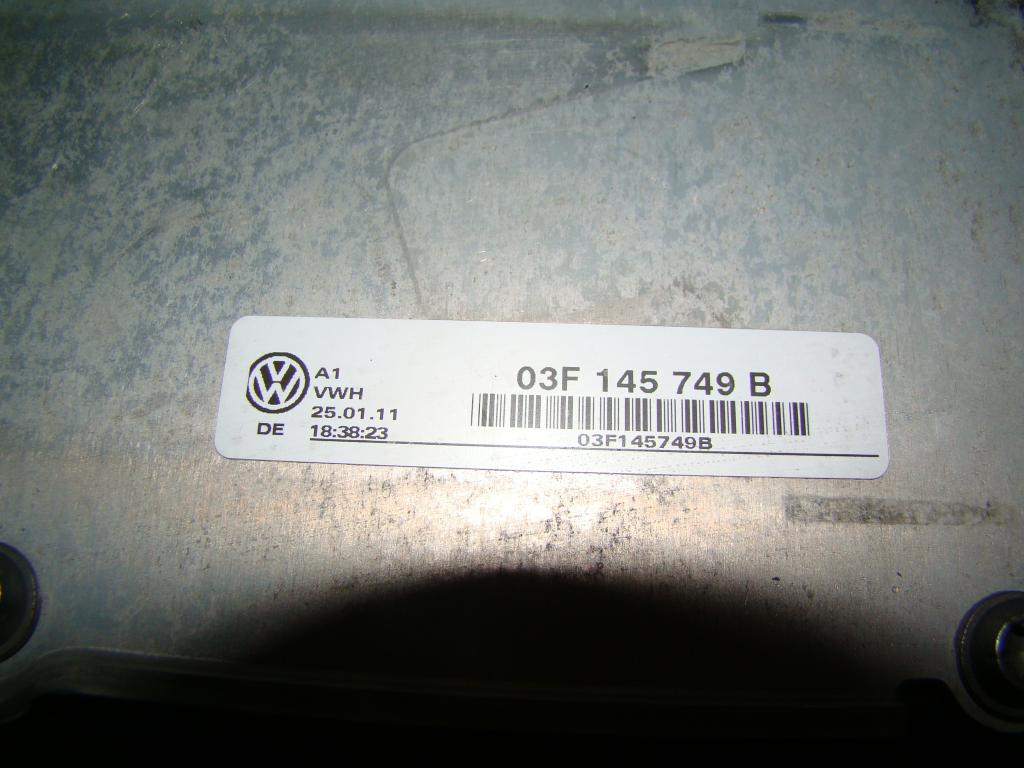 A1
VWH
25.01.11
DE 18:38:23
03F 145 749 B
03F145749B